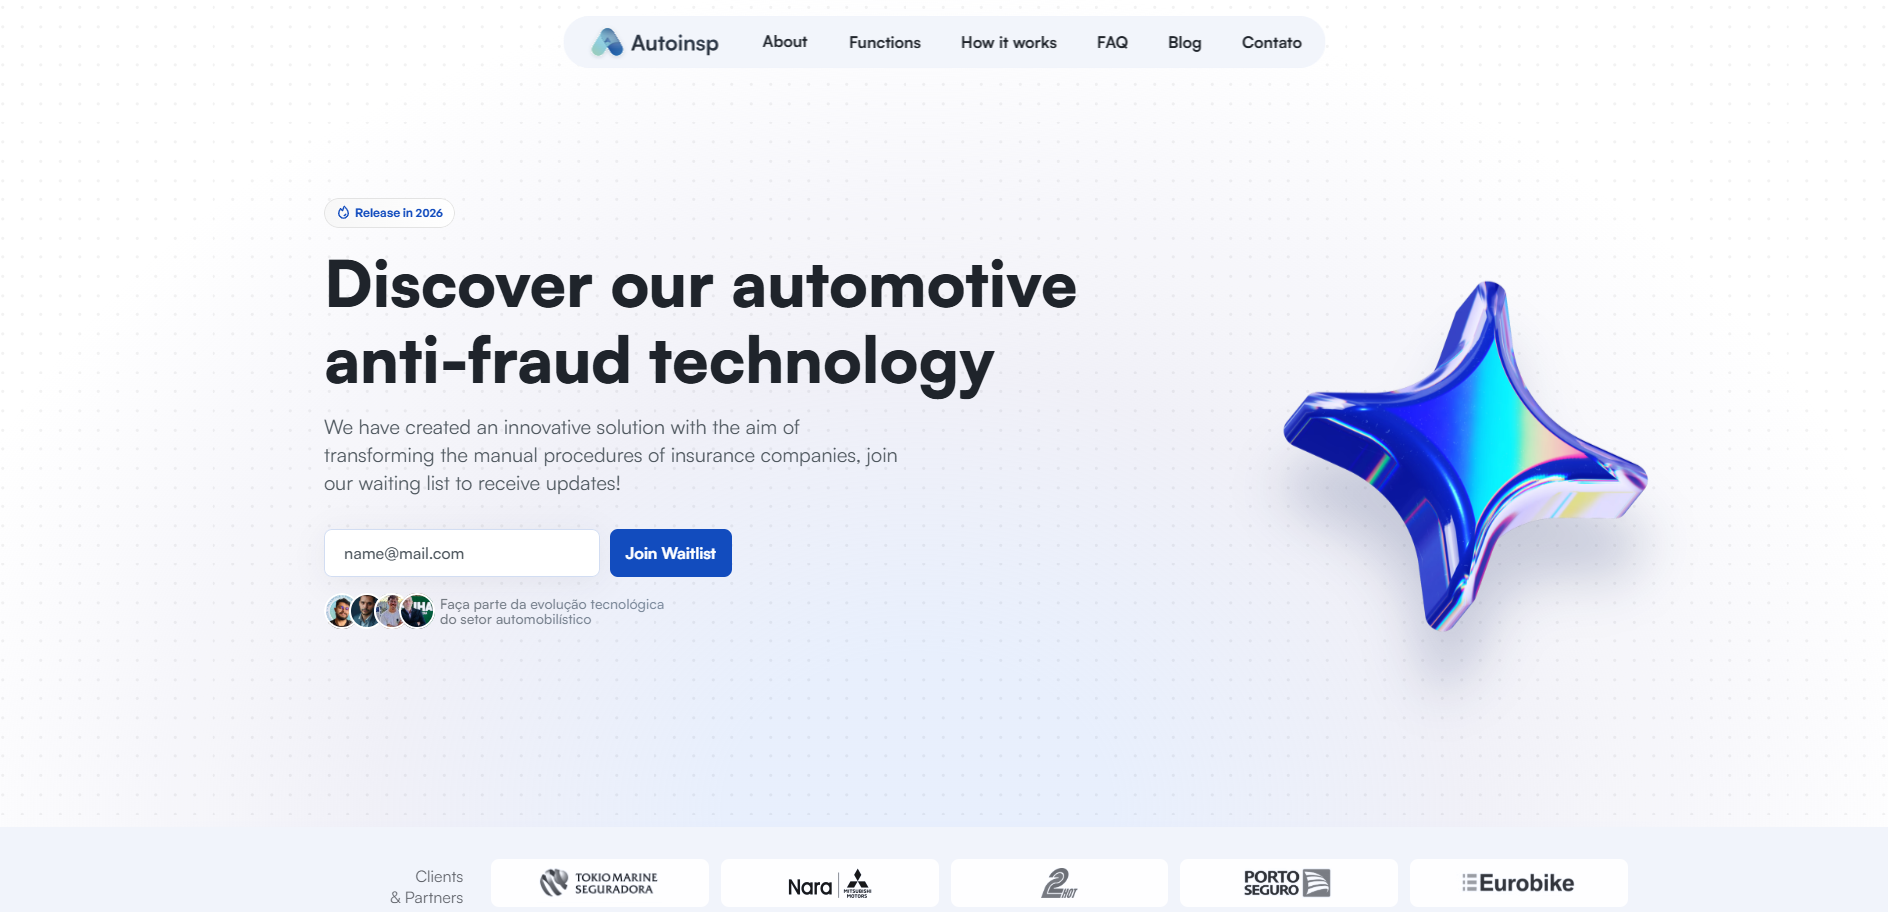 Autoinsp
About
Functions
How it works
FAQ
Blog
Contato
Release in 2026
Discover our automotive
anti-fraud technology
We have created an innovative solution with the aim of
transforming the manual procedures of insurance companies, join
our waiting list to receive updates!
name@mail.com
Join Waitlist
Faça parte da evolução tecnológica
do setor automobilístico
Clients
& Partners
TOKIO MARINE
SEGURADORA
Nara
MITSUBISHI
MOTORS
2HOT
PORTO
SEGURO
Eurobike